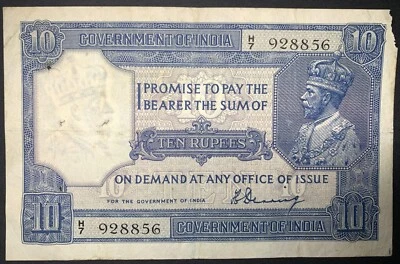 10 GOVERNMENT OF INDIA H/7 928856 10
I PROMISE TO PAY THE
BEARER THE SUM OF
TEN RUPEES
10 10
ON DEMAND AT ANY OFFICE OF ISSUE
FOR THE GOVERNMENT OF INDIA
10 H/7 928856 GOVERNMENT OF INDIA 10